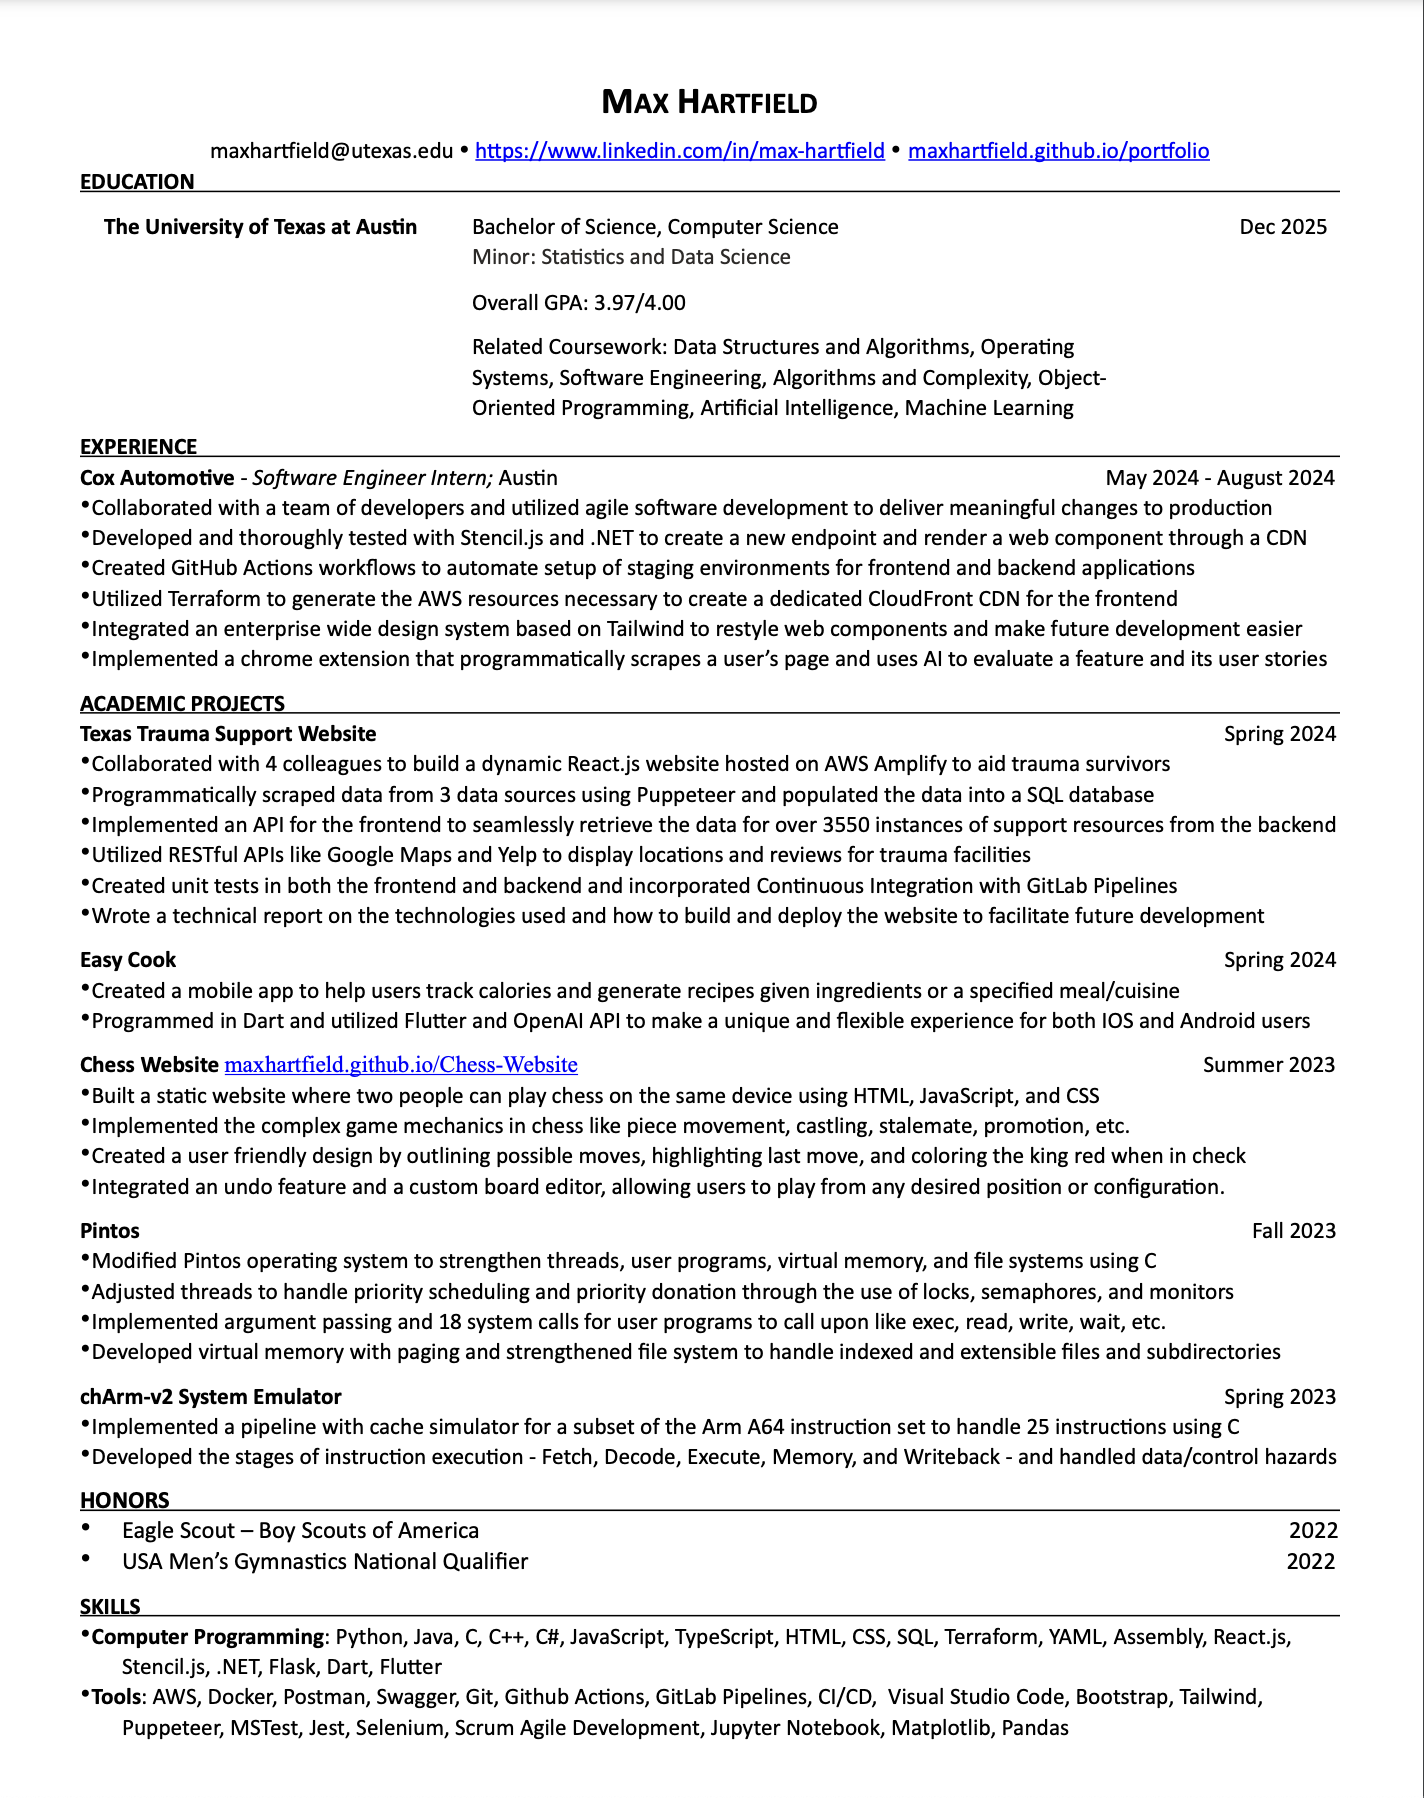 MAX HARTFIELD
maxhartfield@utexas.edu • https://www.linkedin.com/in/max-hartfield • maxhartfield.github.io/portfolio
EDUCATION
The University of Texas at Austin Bachelor of Science, Computer Science Dec 2025
Minor: Statistics and Data Science
Overall GPA: 3.97/4.00
Related Coursework: Data Structures and Algorithms, Operating
Systems, Software Engineering, Algorithms and Complexity, Object-
Oriented Programming, Artificial Intelligence, Machine Learning
EXPERIENCE
Cox Automotive - Software Engineer Intern; Austin May 2024 - August 2024
•Collaborated with a team of developers and utilized agile software development to deliver meaningful changes to production
•Developed and thoroughly tested with Stencil.js and .NET to create a new endpoint and render a web component through a CDN
•Created GitHub Actions workflows to automate setup of staging environments for frontend and backend applications
•Utilized Terraform to generate the AWS resources necessary to create a dedicated CloudFront CDN for the frontend
•Integrated an enterprise wide design system based on Tailwind to restyle web components and make future development easier
•Implemented a chrome extension that programmatically scrapes a user’s page and uses AI to evaluate a feature and its user stories
ACADEMIC PROJECTS
Texas Trauma Support Website Spring 2024
•Collaborated with 4 colleagues to build a dynamic React.js website hosted on AWS Amplify to aid trauma survivors
•Programmatically scraped data from 3 data sources using Puppeteer and populated the data into a SQL database
•Implemented an API for the frontend to seamlessly retrieve the data for over 3550 instances of support resources from the backend
•Utilized RESTful APIs like Google Maps and Yelp to display locations and reviews for trauma facilities
•Created unit tests in both the frontend and backend and incorporated Continuous Integration with GitLab Pipelines
•Wrote a technical report on the technologies used and how to build and deploy the website to facilitate future development
Easy Cook Spring 2024
•Created a mobile app to help users track calories and generate recipes given ingredients or a specified meal/cuisine
•Programmed in Dart and utilized Flutter and OpenAI API to make a unique and flexible experience for both IOS and Android users
Chess Website maxhartfield.github.io/Chess-Website Summer 2023
•Built a static website where two people can play chess on the same device using HTML, JavaScript, and CSS
•Implemented the complex game mechanics in chess like piece movement, castling, stalemate, promotion, etc.
•Created a user friendly design by outlining possible moves, highlighting last move, and coloring the king red when in check
•Integrated an undo feature and a custom board editor, allowing users to play from any desired position or configuration.
Pintos Fall 2023
•Modified Pintos operating system to strengthen threads, user programs, virtual memory, and file systems using C
•Adjusted threads to handle priority scheduling and priority donation through the use of locks, semaphores, and monitors
•Implemented argument passing and 18 system calls for user programs to call upon like exec, read, write, wait, etc.
•Developed virtual memory with paging and strengthened file system to handle indexed and extensible files and subdirectories
chArm-v2 System Emulator Spring 2023
•Implemented a pipeline with cache simulator for a subset of the Arm A64 instruction set to handle 25 instructions using C
•Developed the stages of instruction execution - Fetch, Decode, Execute, Memory, and Writeback - and handled data/control hazards
HONORS
• Eagle Scout – Boy Scouts of America 2022
• USA Men’s Gymnastics National Qualifier 2022
SKILLS
•Computer Programming: Python, Java, C, C++, C#, JavaScript, TypeScript, HTML, CSS, SQL, Terraform, YAML, Assembly, React.js,
Stencil.js, .NET, Flask, Dart, Flutter
•Tools: AWS, Docker, Postman, Swagger, Git, Github Actions, GitLab Pipelines, CI/CD, Visual Studio Code, Bootstrap, Tailwind,
Puppeteer, MSTest, Jest, Selenium, Scrum Agile Development, Jupyter Notebook, Matplotlib, Pandas